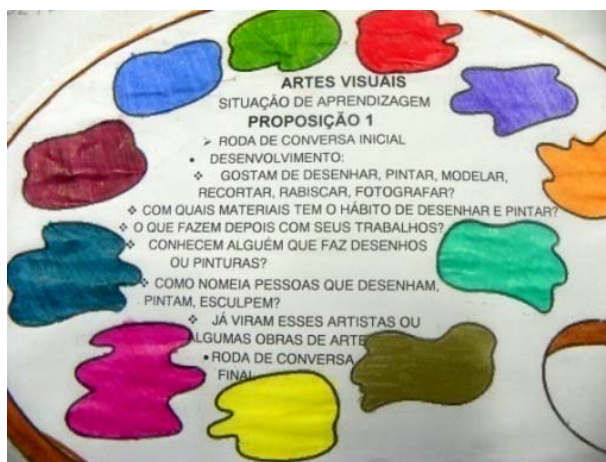 ARTES VISUAIS
SITUAÇÃO DE APRENDIZAGEM
PROPOSIÇÃO 1
➢ RODA DE CONVERSA INICIAL
• DESENVOLVIMENTO:
❖ GOSTAM DE DESENHAR, PINTAR, MODELAR,
RECORTAR, RABISCAR, FOTOGRAFAR?
❖ COM QUAIS MATERIAIS TEM O HÁBITO DE DESENHAR E PINTAR?
❖ O QUE FAZEM DEPOIS COM SEUS TRABALHOS?
❖ CONHECEM ALGUÉM QUE FAZ DESENHOS
OU PINTURAS?
❖ COMO NOMEIA PESSOAS QUE DESENHAM,
PINTAM, ESCULPEM?
❖ JÁ VIRAM ESSES ARTISTAS OU
ALGUMAS OBRAS DE ARTE
• RODA DE CONVERSA
FINAL